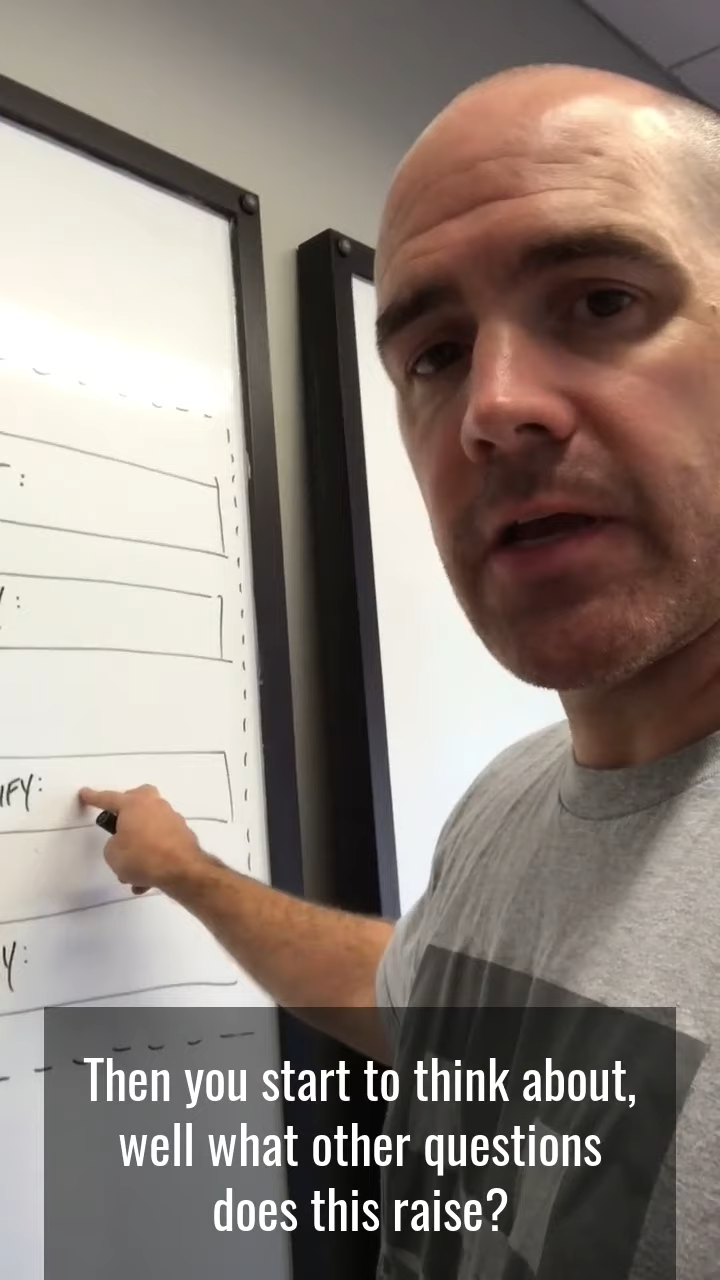 Then you start to think about,
well what other questions
does this raise?